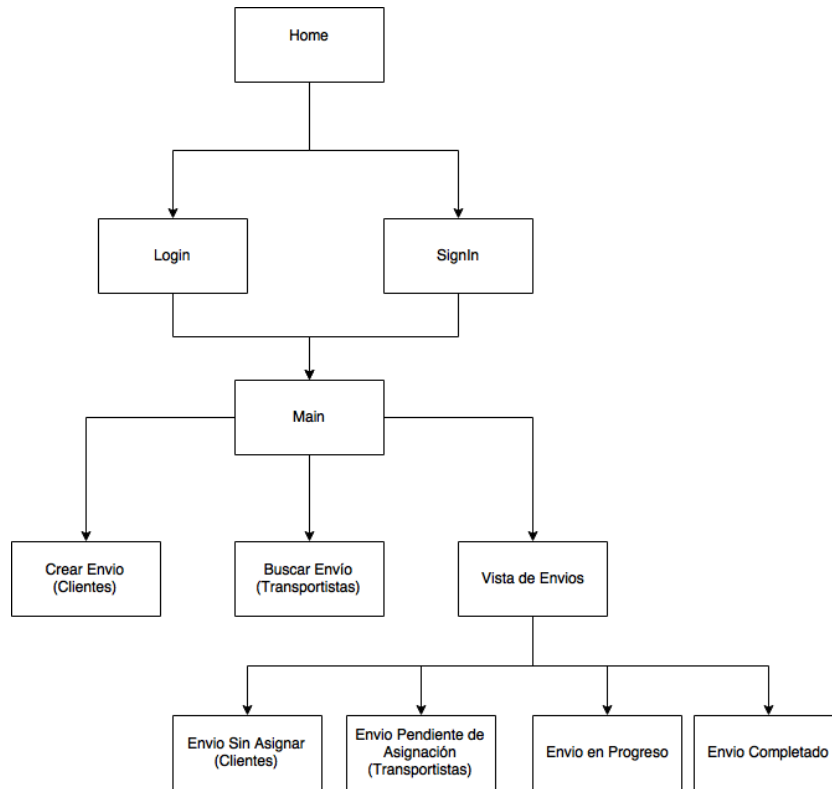 Home
Login
SignIn
Main
Crear Envio
(Clientes)
Buscar Envío
(Transportistas)
Vista de Envios
Envio Sin Asignar
(Clientes)
Envio Pendiente de
Asignación
(Transportistas)
Envio en Progreso
Envio Completado